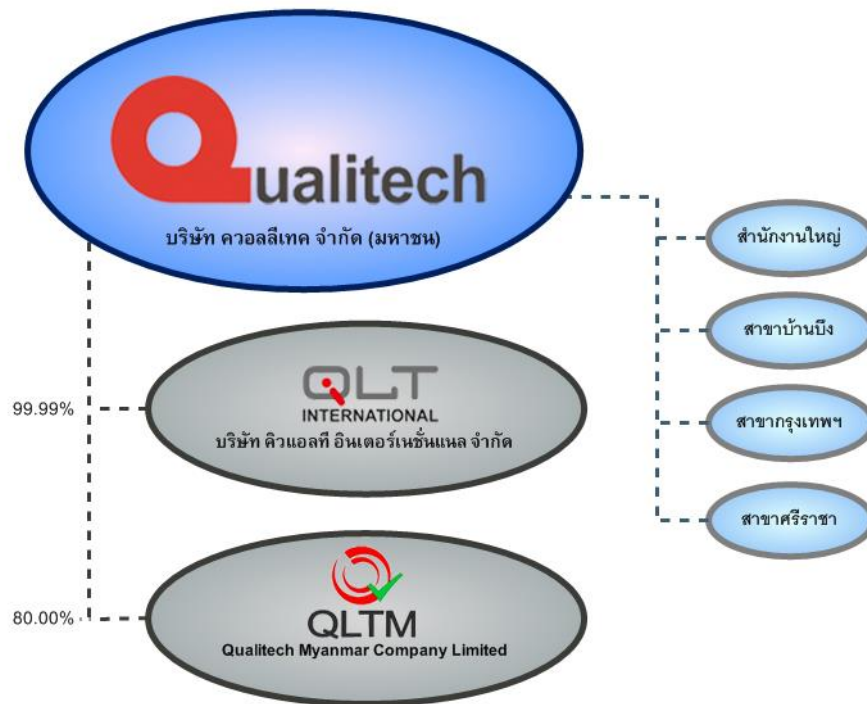 Qualitech
บริษัท ควอลลีเทค จำกัด (มหาชน)
สำนักงานใหญ่
สาขาบ้านบึง
สาขากรุงเทพฯ
สาขาศรีราชา
99.99%
QLT
INTERNATIONAL
บริษัท คิวแอลที อินเตอร์เนชั่นแนล จำกัด
80.00%
QLTM
Qualitech Myanmar Company Limited